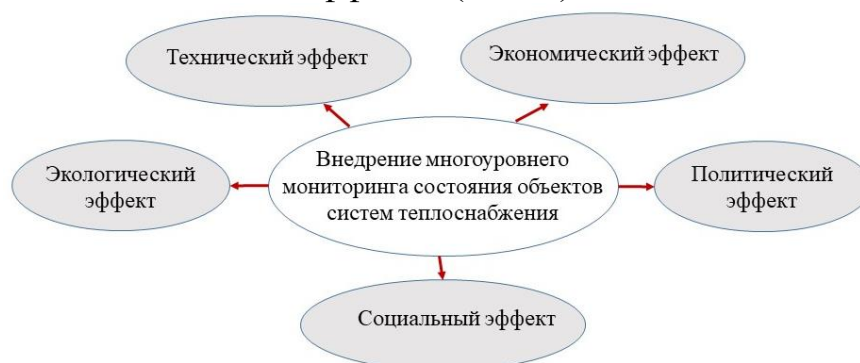 Технический эффект
Экономический эффект
Экологический
эффект
Внедрение многоуровнего
мониторинга состояния объектов
систем теплоснабжения
Политический
эффект
Социальный эффект